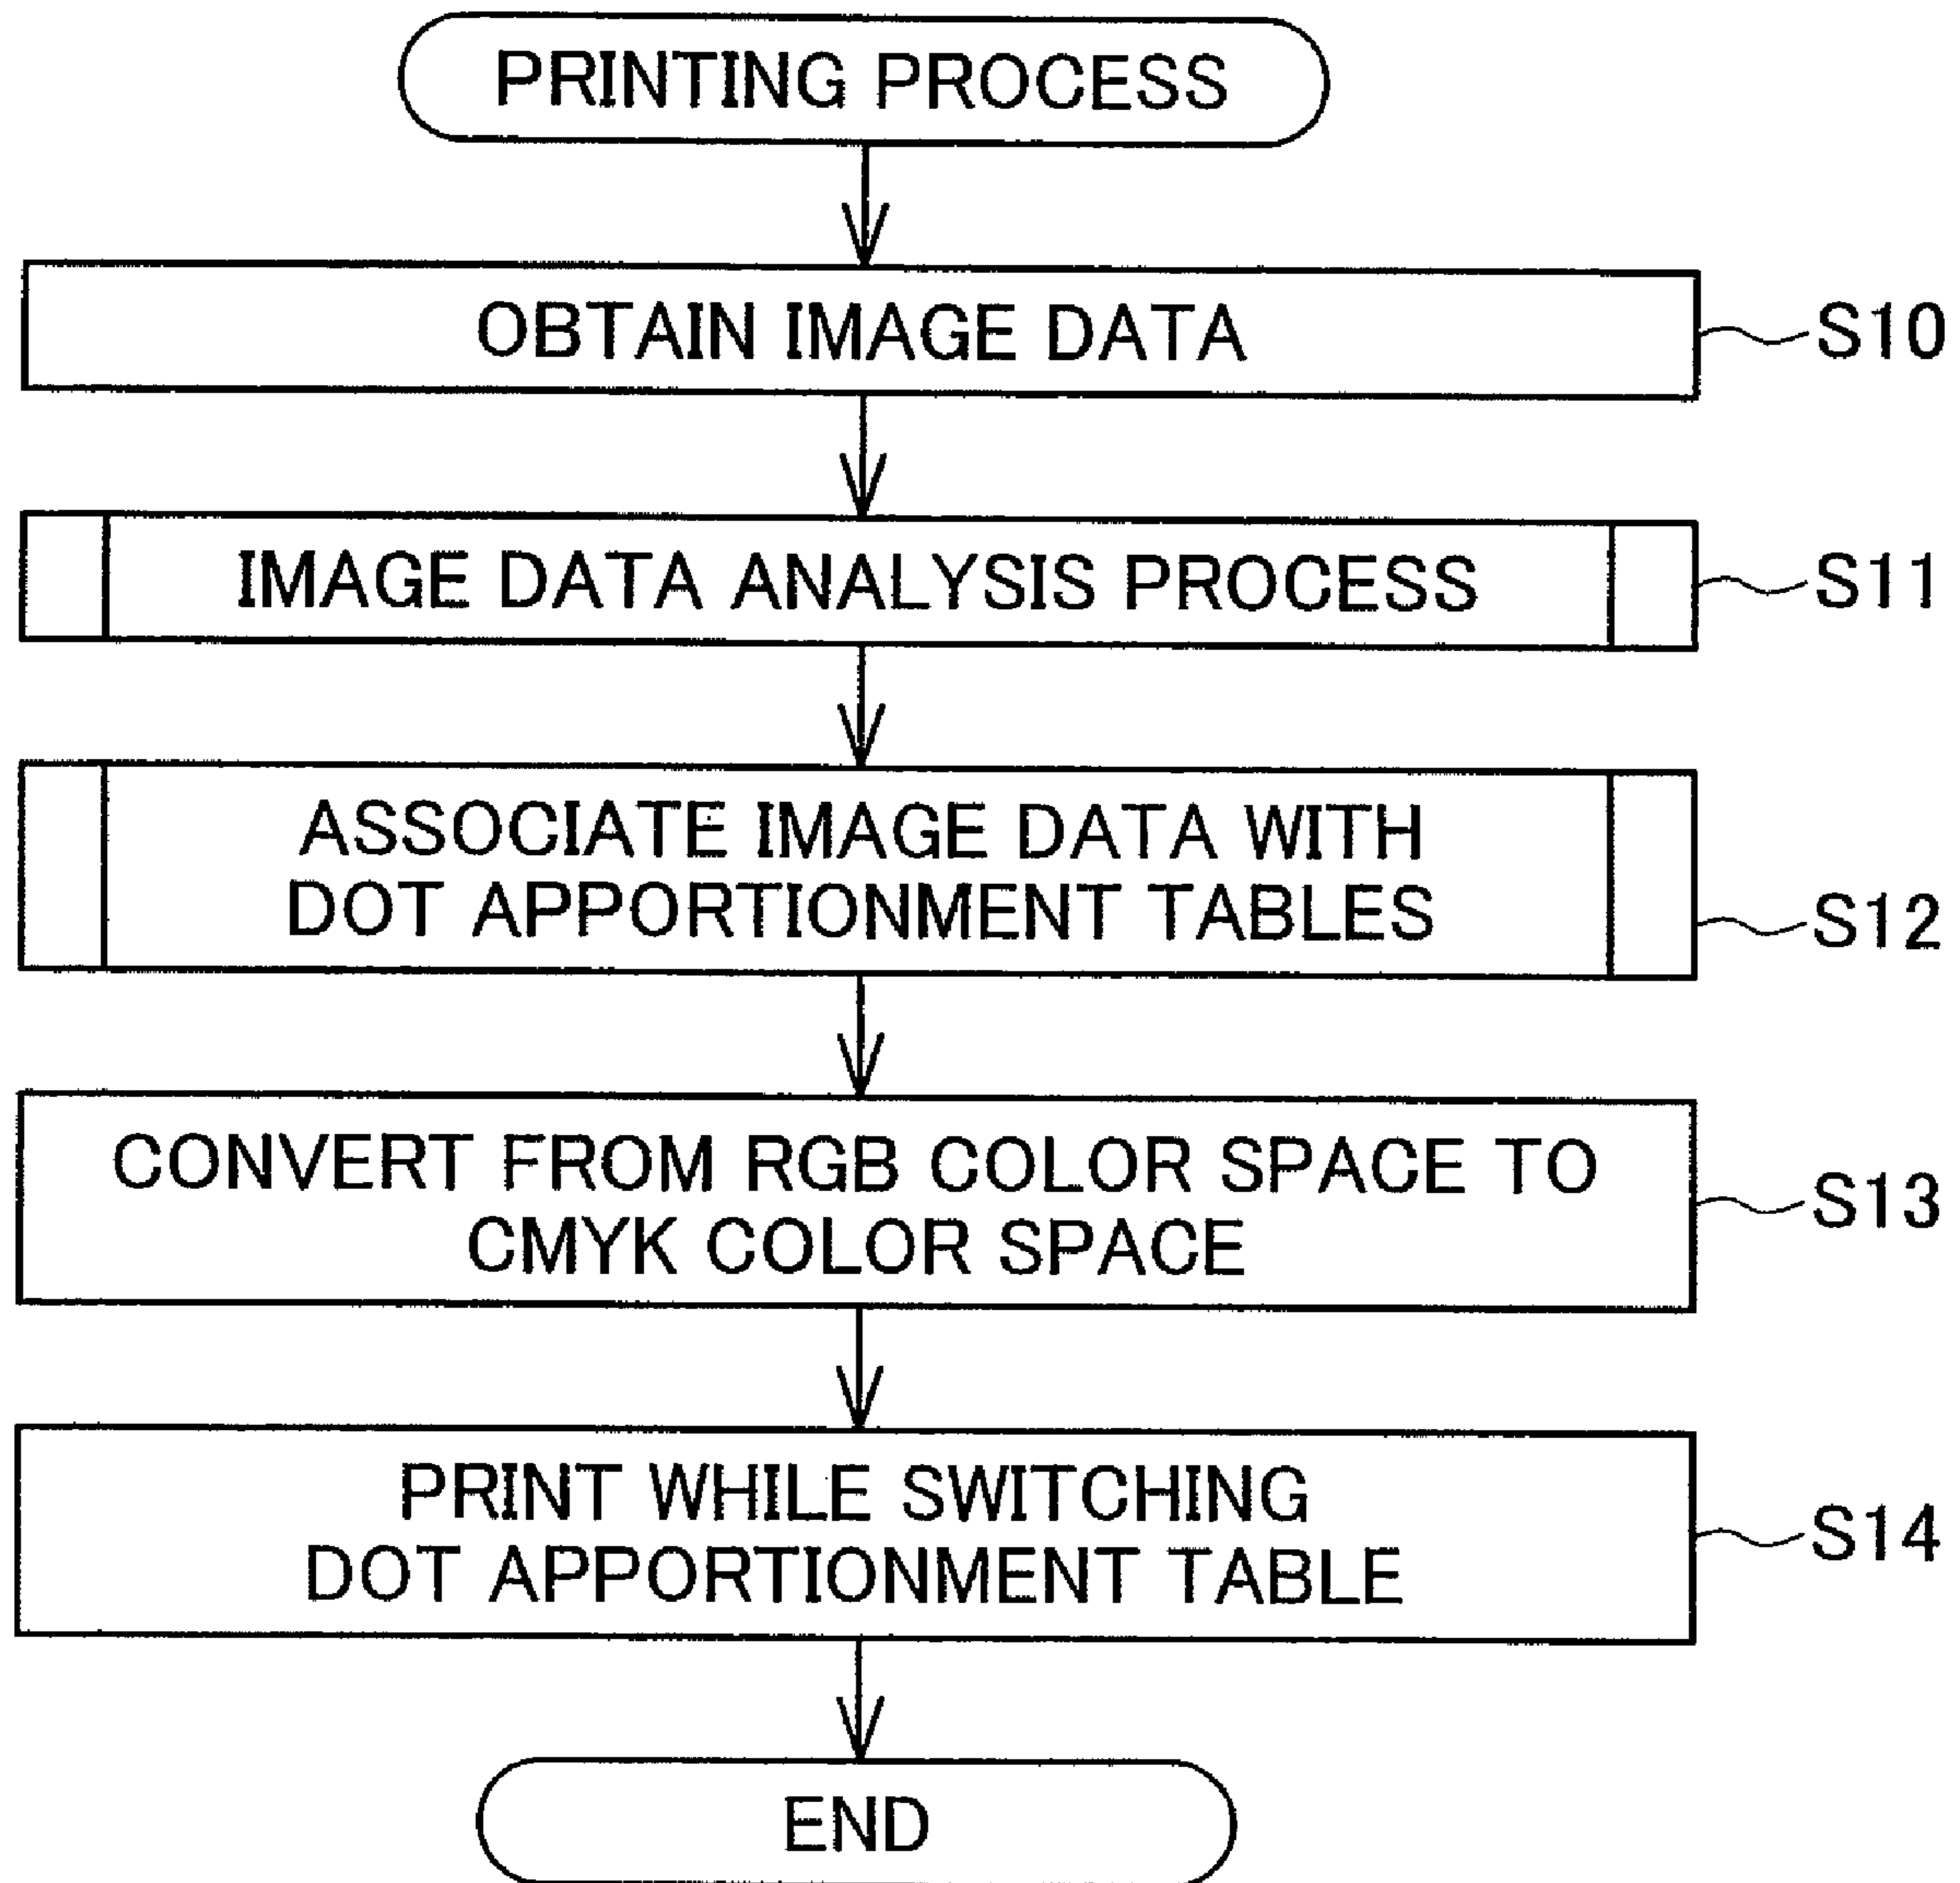 PRINTING PROCESS
OBTAIN IMAGE DATA
S10
IMAGE DATA ANALYSIS PROCESS
S11
ASSOCIATE IMAGE DATA WITH
DOT APPORTIONMENT TABLES
S12
CONVERT FROM RGB COLOR SPACE TO
CMYK COLOR SPACE
S13
PRINT WHILE SWITCHING
DOT APPORTIONMENT TABLE
S14
END